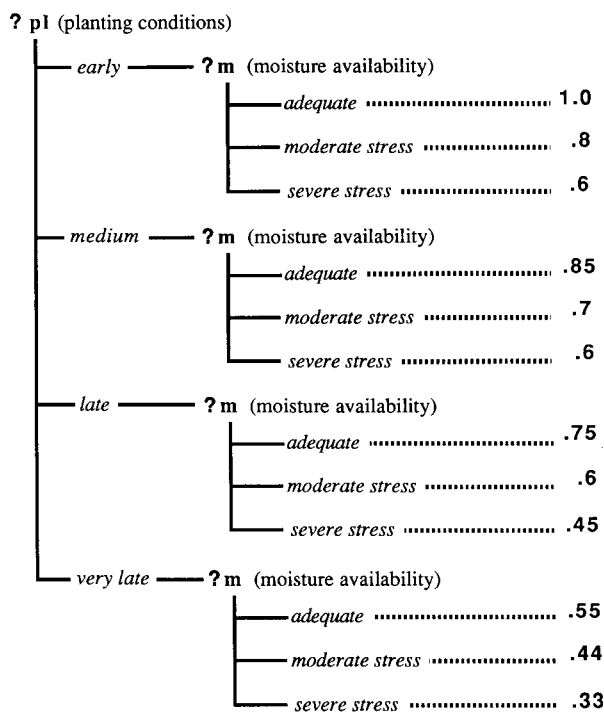 ? pl (planting conditions)
early ? m (moisture availability)
adequate 1.0
moderate stress .8
severe stress .6
medium ? m (moisture availability)
adequate .85
moderate stress .7
severe stress .6
late ? m (moisture availability)
adequate .75
moderate stress .6
severe stress .45
very late ? m (moisture availability)
adequate .55
moderate stress .44
severe stress .33